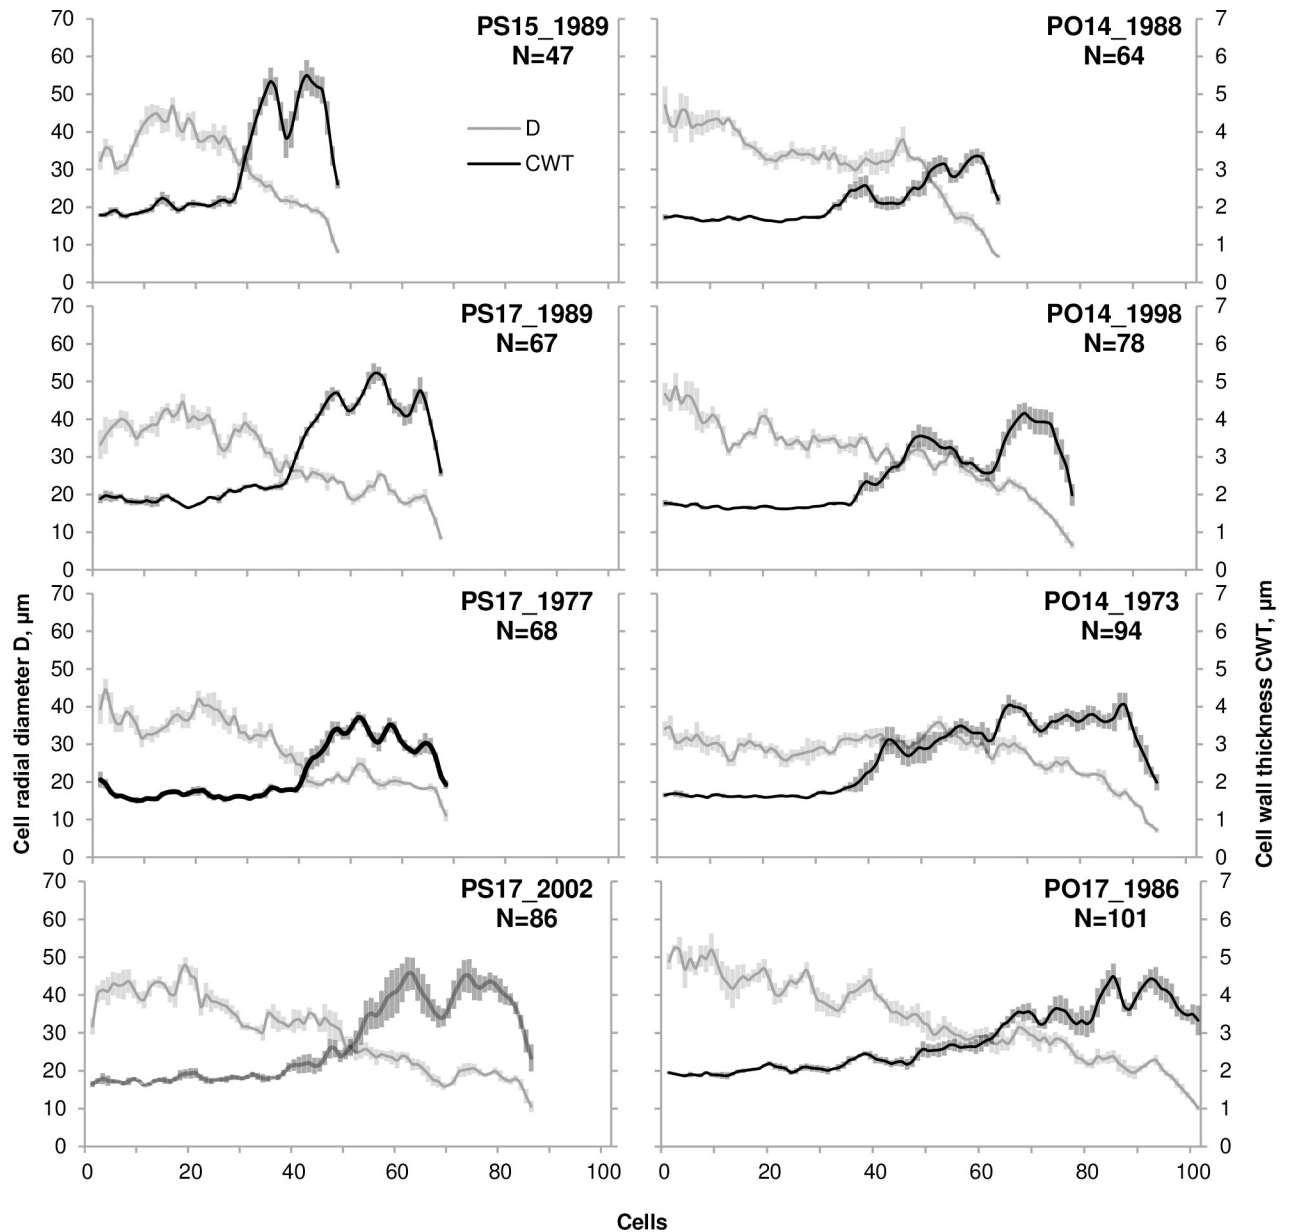 PS15_1989
N=47
D
CWT
70
60
50
40
30
20
10
0
PO14_1988
N=64
7
6
5
4
3
2
1
0
PS17_1989
N=67
70
60
50
40
30
20
10
0
PO14_1998
N=78
7
6
5
4
3
2
1
0
Cell radial diameter D, μm
PS17_1977
N=68
70
60
50
40
30
20
10
0
PO14_1973
N=94
7
6
5
4
3
2
1
0
Cell wall thickness CWT, μm
PS17_2002
N=86
70
60
50
40
30
20
10
0
0 20 40 60 80 100
PO17_1986
N=101
7
6
5
4
3
2
1
0
0 20 40 60 80 100
Cells